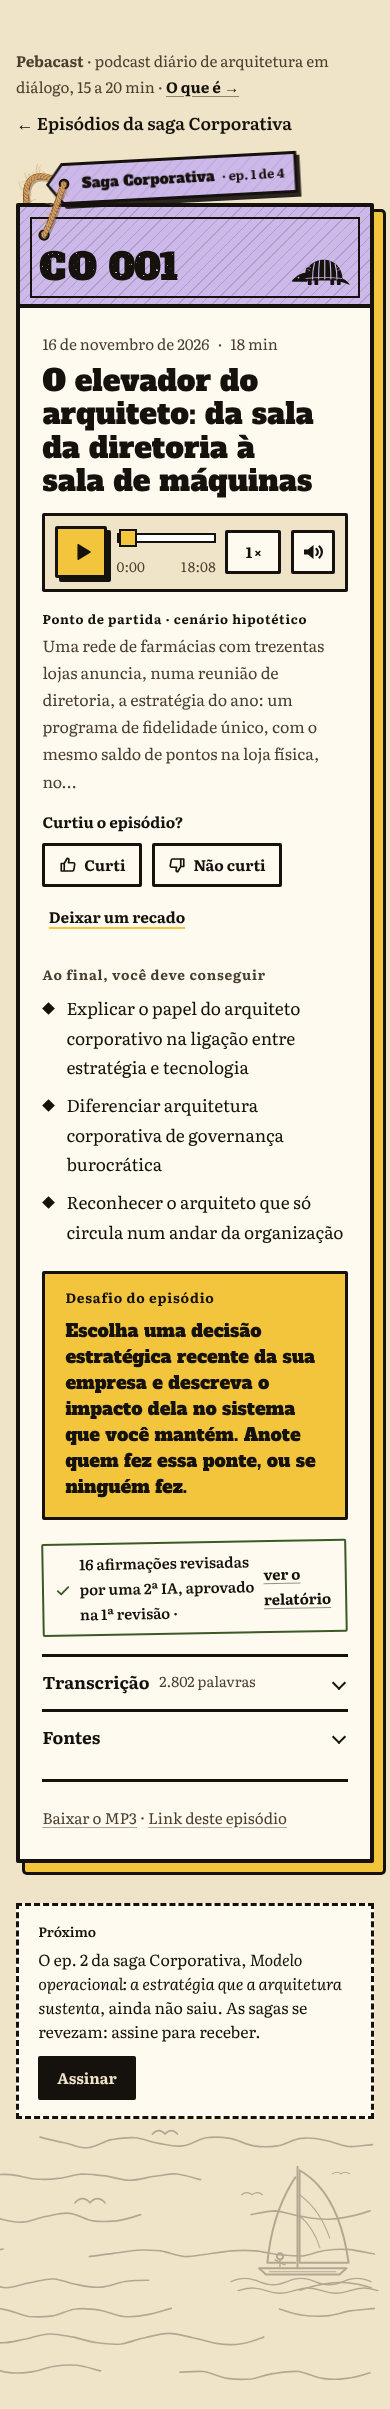 Pebacast · podcast diário de arquitetura em
diálogo, 15 a 20 min · O que é →
← Episódios da saga Corporativa
Saga Corporativa · ep. 1 de 4
CO 001
16 de novembro de 2026 · 18 min
O elevador do
arquiteto: da sala
da diretoria à
sala de máquinas
0:00 18:08
1×
Ponto de partida · cenário hipotético
Uma rede de farmácias com trezentas
lojas anuncia, numa reunião de
diretoria, a estratégia do ano: um
programa de fidelidade único, com o
mesmo saldo de pontos na loja física,
no…
Curtiu o episódio?
Curti
Não curti
Deixar um recado
Ao final, você deve conseguir
◆ Explicar o papel do arquiteto
corporativo na ligação entre
estratégia e tecnologia
◆ Diferenciar arquitetura
corporativa de governança
burocrática
◆ Reconhecer o arquiteto que só
circula num andar da organização
Desafio do episódio
Escolha uma decisão
estratégica recente da sua
empresa e descreva o
impacto dela no sistema
que você mantém. Anote
quem fez essa ponte, ou se
ninguém fez.
16 afirmações revisadas
por uma 2ª IA, aprovado
na 1ª revisão ·
ver o
relatório
Transcrição 2.802 palavras
Fontes
Baixar o MP3 · Link deste episódio
Próximo
O ep. 2 da saga Corporativa, Modelo
operacional: a estratégia que a arquitetura
sustenta, ainda não saiu. As sagas se
revezam: assine para receber.
Assinar